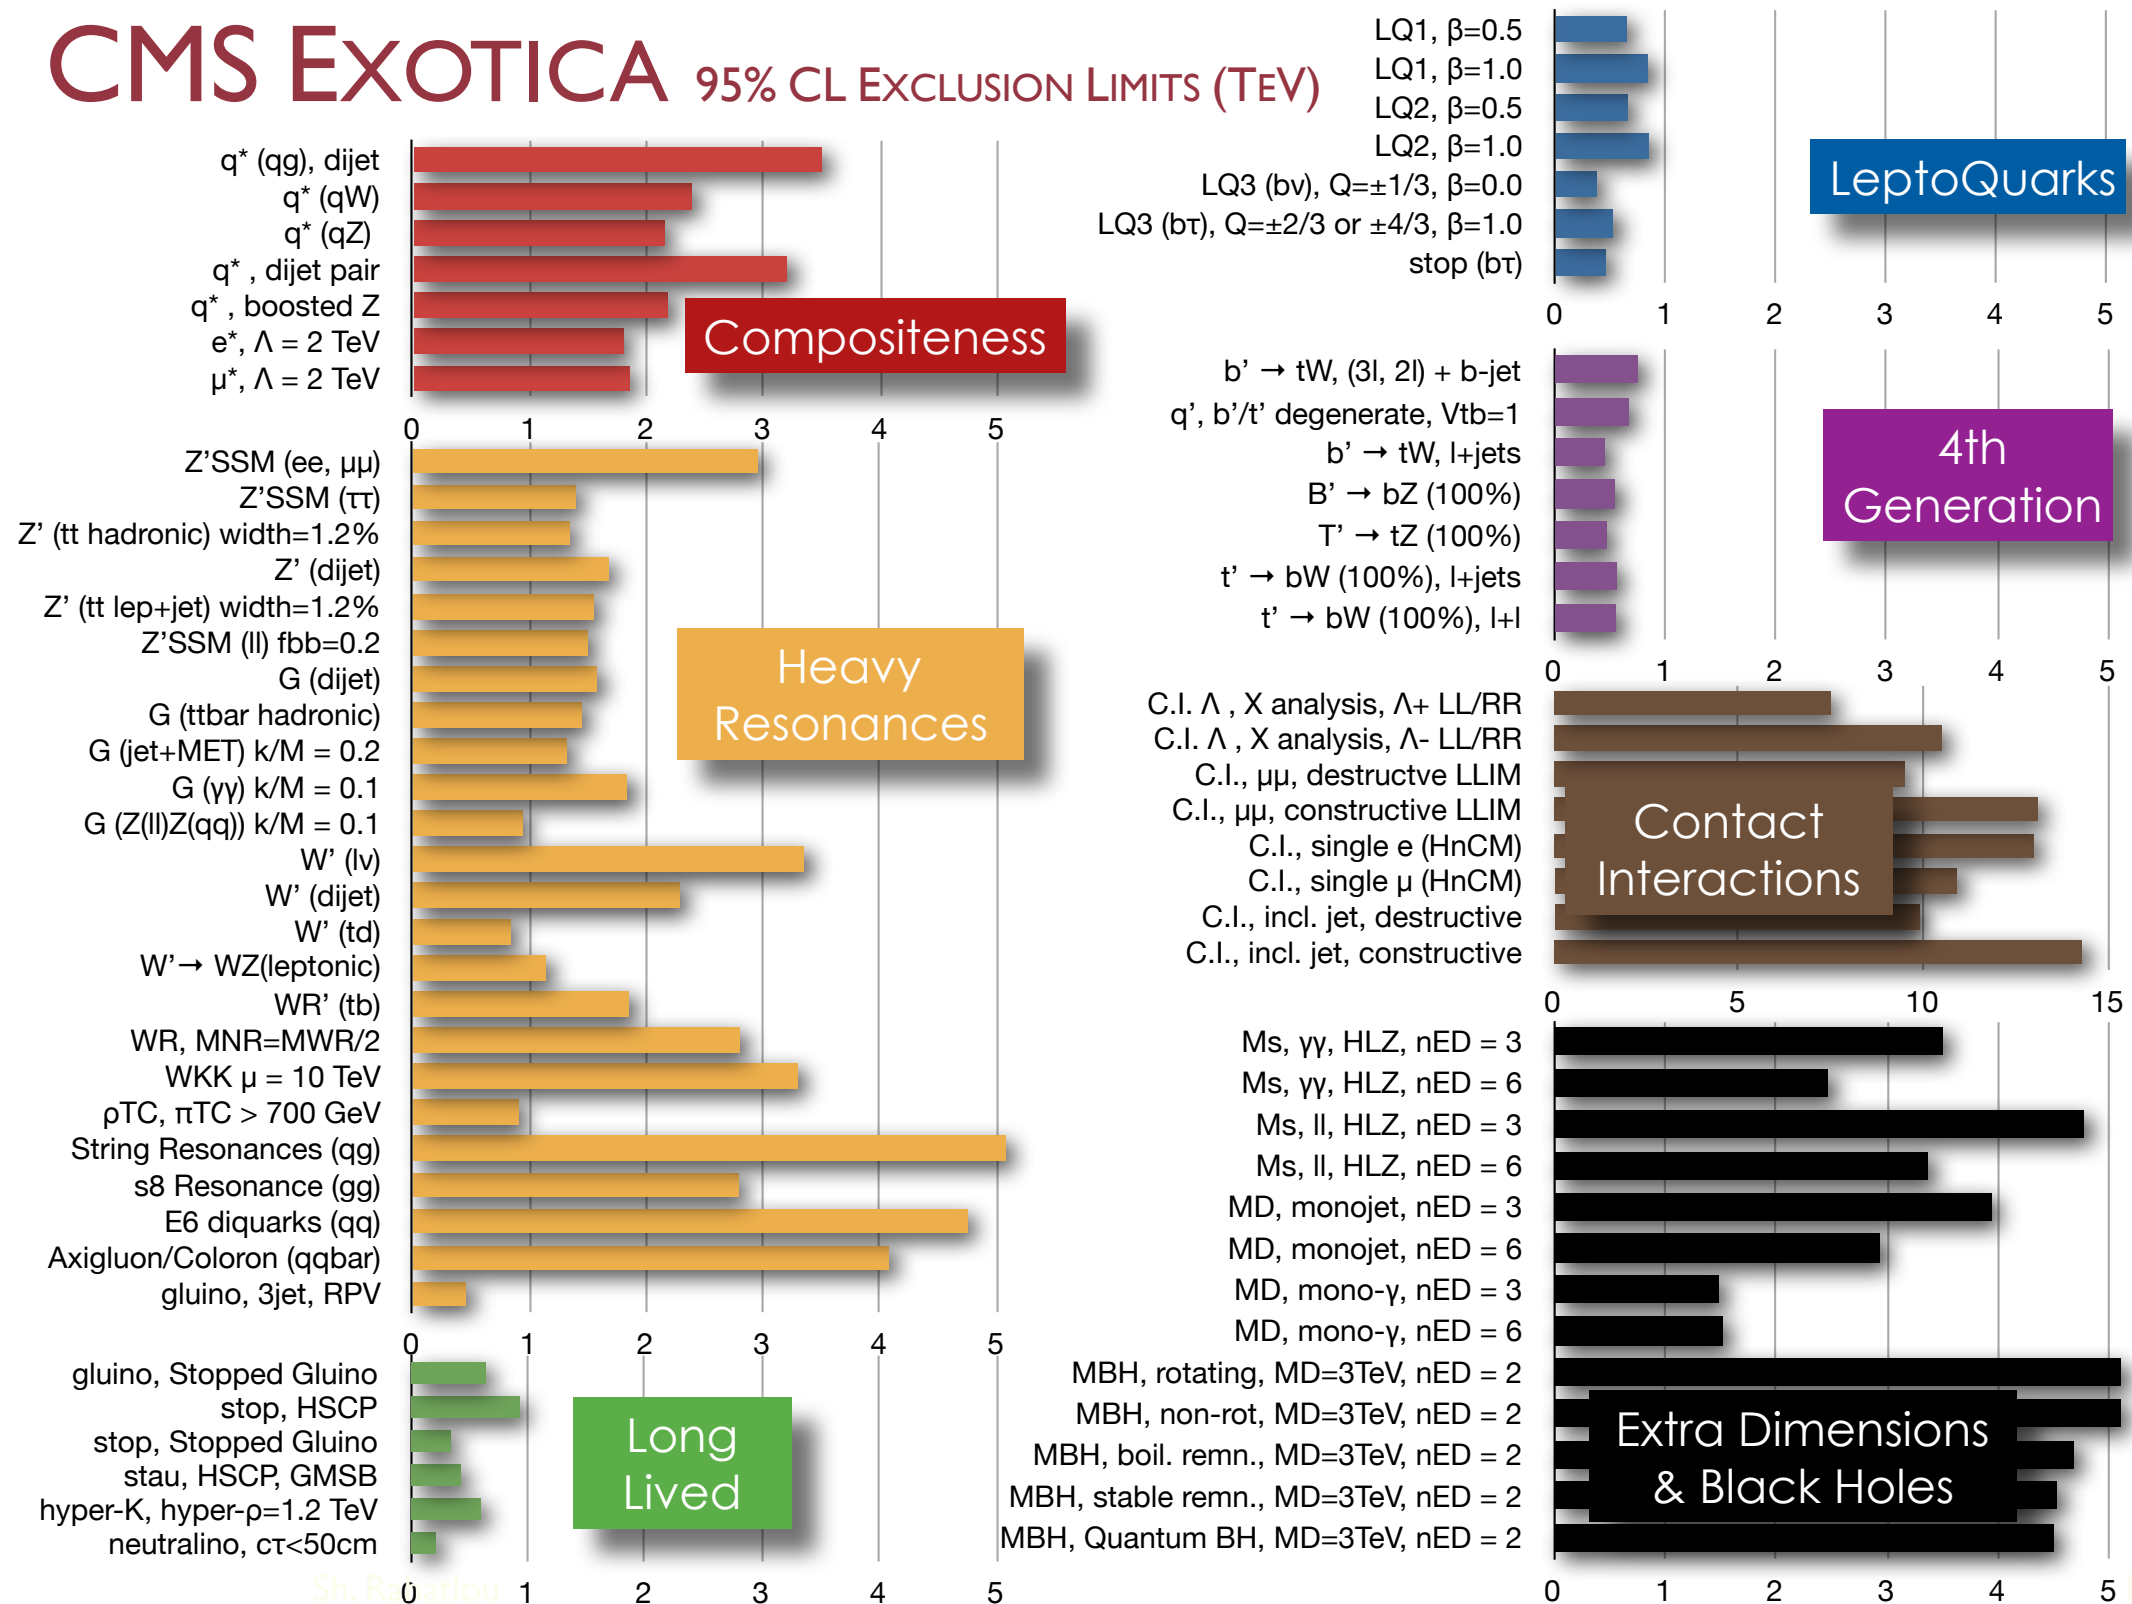 CMS EXOTICA 95% CL EXCLUSION LIMITS (TEV)
q* (qg), dijet
q* (qW)
q* (qZ)
q* , dijet pair
q* , boosted Z
e*, Λ = 2 TeV
μ*, Λ = 2 TeV
Compositeness
0 1 2 3 4 5
Z’SSM (ee, μμ)
Z’SSM (ττ)
Z’ (tt hadronic) width=1.2%
Z’ (dijet)
Z’ (tt lep+jet) width=1.2%
Z’SSM (ll) fbb=0.2
G (dijet)
G (ttbar hadronic)
G (jet+MET) k/M = 0.2
G (γγ) k/M = 0.1
G (Z(ll)Z(qq)) k/M = 0.1
W’ (lν)
W’ (dijet)
W’ (td)
W’→ WZ(leptonic)
WR’ (tb)
WR, MNR=MWR/2
WKK μ = 10 TeV
ρTC, πTC > 700 GeV
String Resonances (qg)
s8 Resonance (gg)
E6 diquarks (qq)
Axigluon/Coloron (qqbar)
gluino, 3jet, RPV
Heavy
Resonances
0 1 2 3 4 5
gluino, Stopped Gluino
stop, HSCP
stop, Stopped Gluino
stau, HSCP, GMSB
hyper-K, hyper-ρ=1.2 TeV
neutralino, cτ<50cm
Long
Lived
0 1 2 3 4 5
LQ1, β=0.5
LQ1, β=1.0
LQ2, β=0.5
LQ2, β=1.0
LQ3 (bν), Q=±1/3, β=0.0
LQ3 (bτ), Q=±2/3 or ±4/3, β=1.0
stop (bτ)
LeptoQuarks
0 1 2 3 4 5
b’ → tW, (3l, 2l) + b-jet
q’, b’/t’ degenerate, Vtb=1
b’ → tW, l+jets
B’ → bZ (100%)
T’ → tZ (100%)
t’ → bW (100%), l+jets
t’ → bW (100%), l+l
4th
Generation
0 1 2 3 4 5
C.I. Λ , X analysis, Λ+ LL/RR
C.I. Λ , X analysis, Λ- LL/RR
C.I., μμ, destructve LLIM
C.I., μμ, constructive LLIM
C.I., single e (HnCM)
C.I., single μ (HnCM)
C.I., incl. jet, destructive
C.I., incl. jet, constructive
Contact
Interactions
0 5 10 15
Ms, γγ, HLZ, nED = 3
Ms, γγ, HLZ, nED = 6
Ms, ll, HLZ, nED = 3
Ms, ll, HLZ, nED = 6
MD, monojet, nED = 3
MD, monojet, nED = 6
MD, mono-γ, nED = 3
MD, mono-γ, nED = 6
MBH, rotating, MD=3TeV, nED = 2
MBH, non-rot, MD=3TeV, nED = 2
MBH, boil. remn., MD=3TeV, nED = 2
MBH, stable remn., MD=3TeV, nED = 2
MBH, Quantum BH, MD=3TeV, nED = 2
Extra Dimensions
& Black Holes
0 1 2 3 4 5